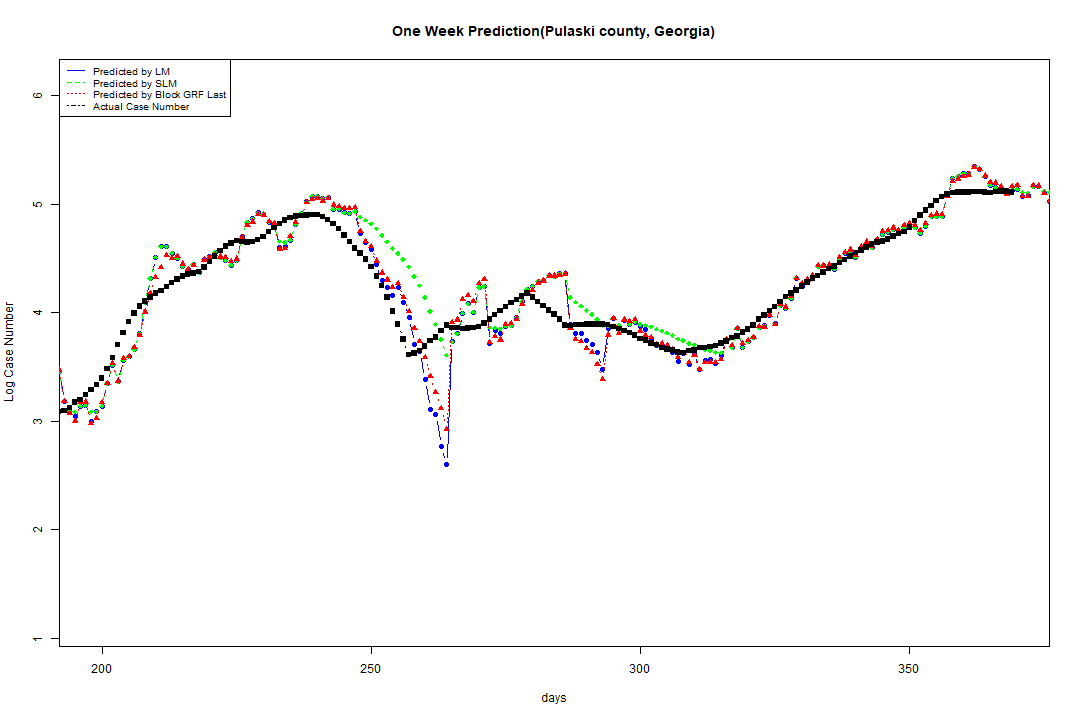 One Week Prediction(Pulaski county, Georgia)
Predicted by LM
Predicted by SLM
Predicted by Block GRF Last
Actual Case Number
Log Case Number
6
5
4
3
2
1
200
250
300
350
days